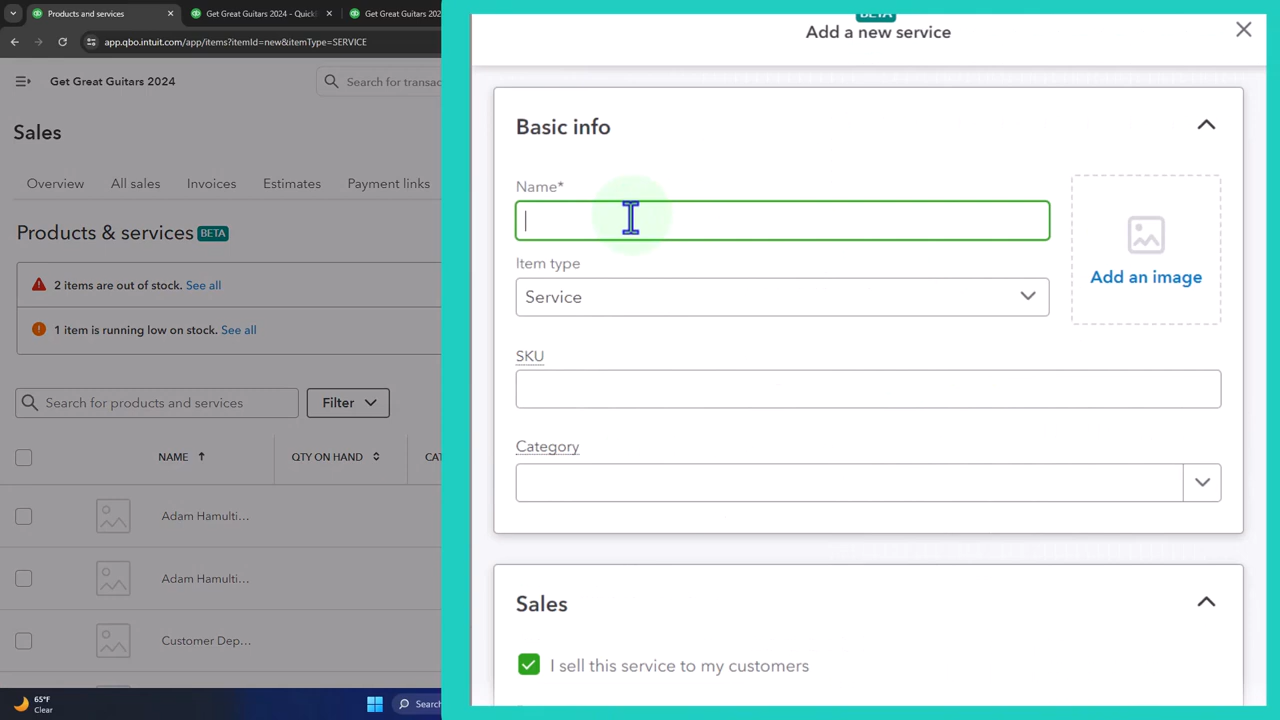 Products and services
Get Great Guitars 2024 – Quicks
Get Great Guitars 202
app.qbo.intuit.com/app/items?itemId=new&itemType=SERVICE
Get Great Guitars 2024
Search for transac
Sales
Overview
All sales
Invoices
Estimates
Payment links
Products & services BETA
2 items are out of stock. See all
1 item is running low on stock. See all
Search for products and services
Filter
NAME
QTY ON HAND
CAT
Adam Hamulti...
Adam Hamulti...
Customer Dep...
65°F
Clear
Search
BETA
Add a new service
Basic info
Name*
Add an image
Item type
Service
SKU
Category
Sales
I sell this service to my customers